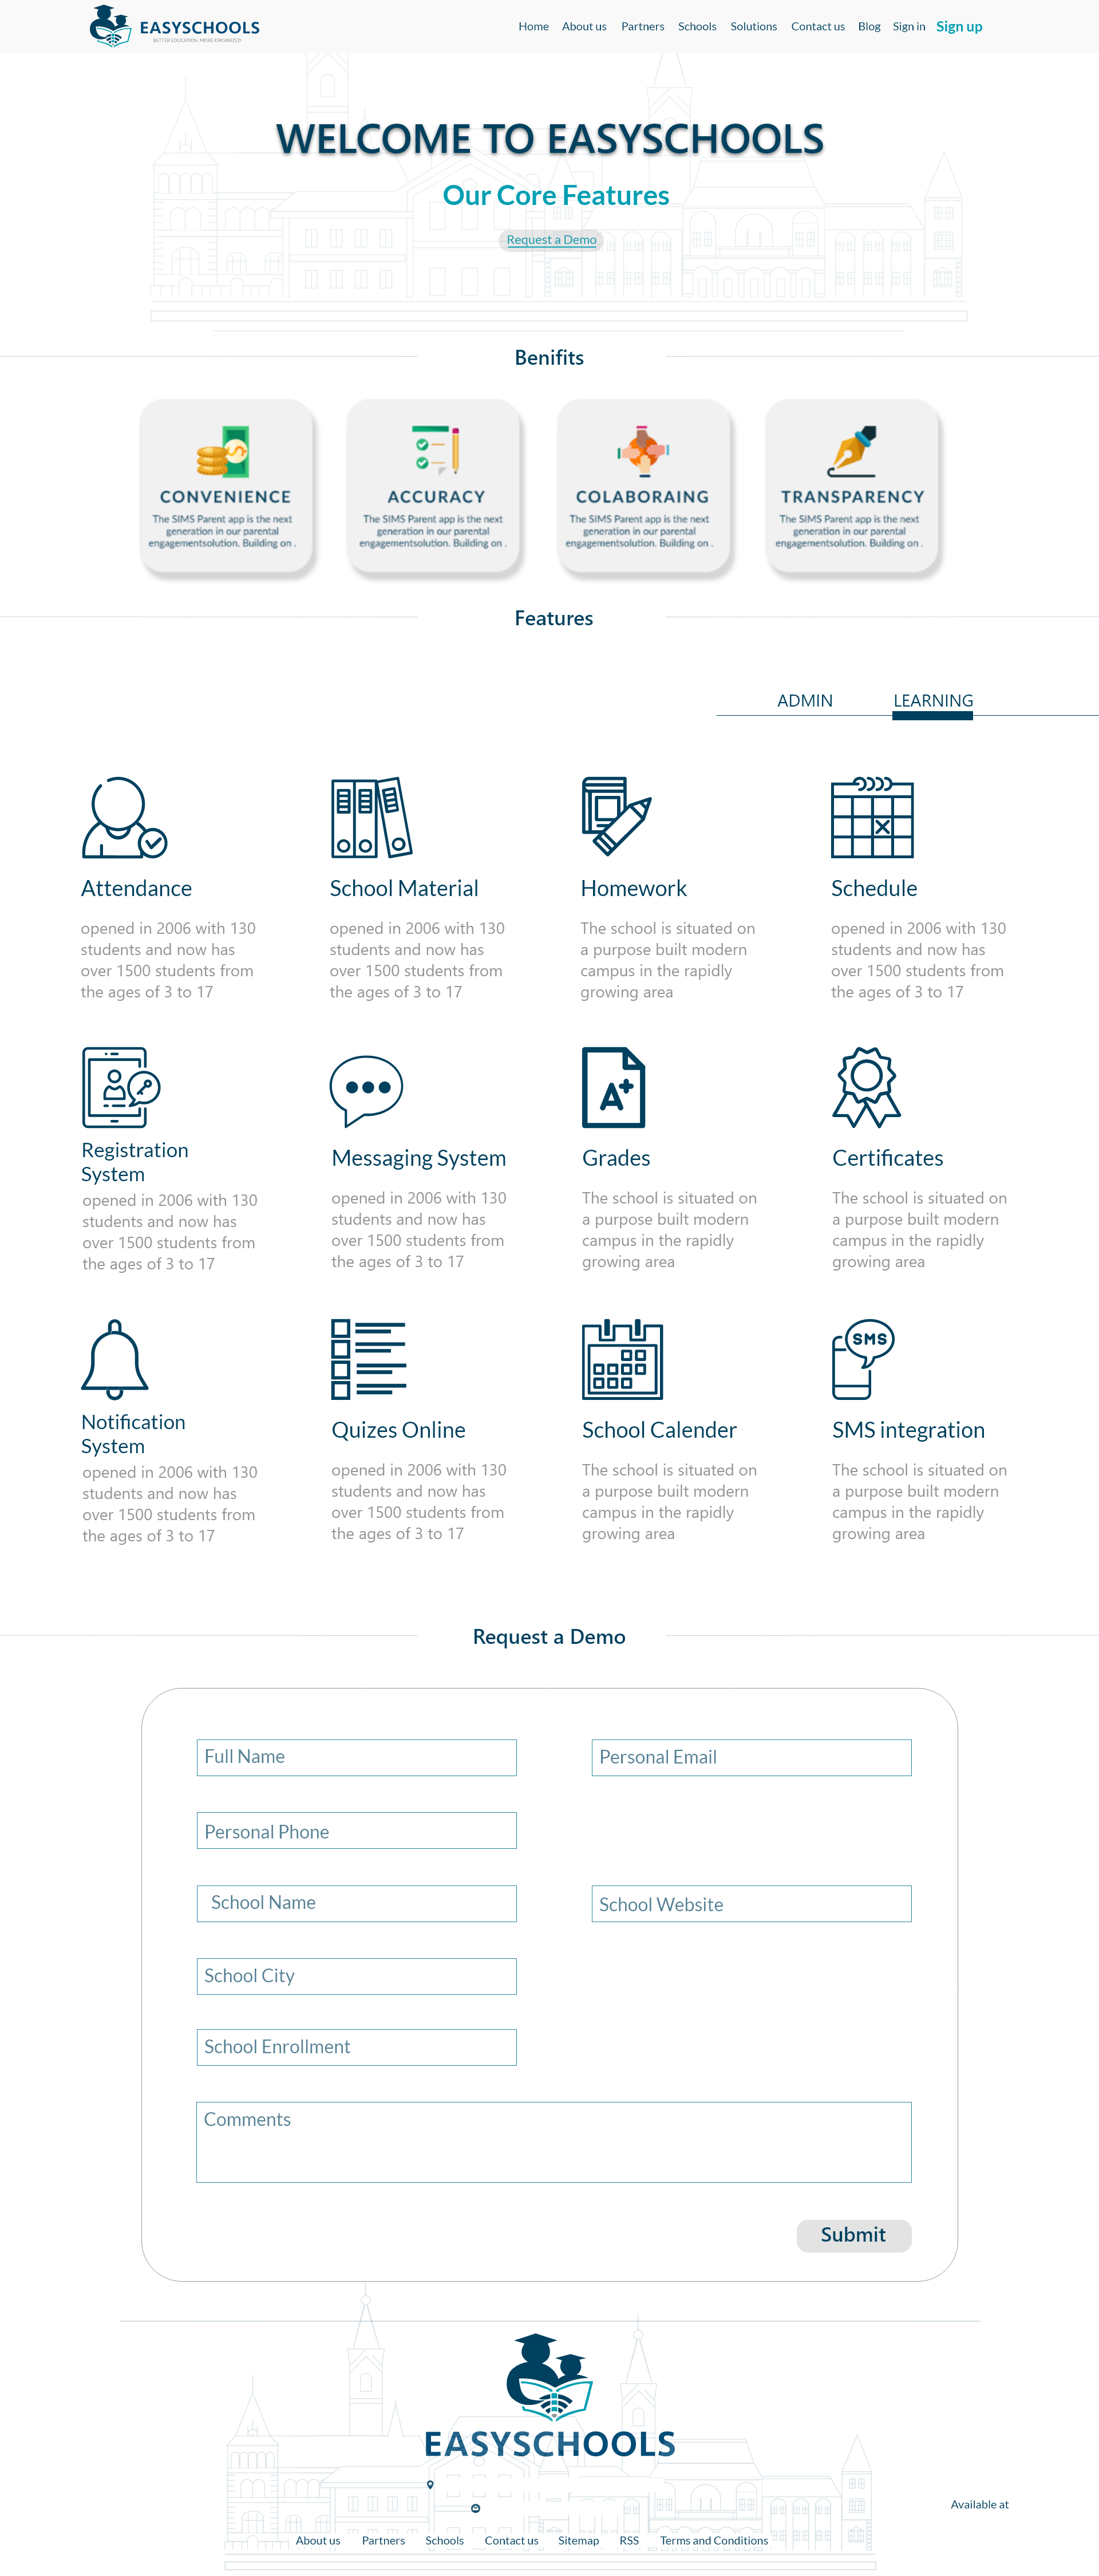 EASYSCHOOLS
BETTER EDUCATION, MORE ORGANIZED
Home About us Partners Schools Solutions Contact us Blog Sign in Sign up
WELCOME TO EASYSCHOOLS
Our Core Features
Request a Demo
Benifits
CONVENIENCE
The SIMS Parent app is the next
generation in our parental
engagementsolution. Building on .
ACCURACY
The SIMS Parent app is the next
generation in our parental
engagementsolution. Building on .
COLABORAING
The SIMS Parent app is the next
generation in our parental
engagementsolution. Building on .
TRANSPARENCY
The SIMS Parent app is the next
generation in our parental
engagementsolution. Building on .
Features
ADMIN LEARNING
Attendance
opened in 2006 with 130
students and now has
over 1500 students from
the ages of 3 to 17
School Material
opened in 2006 with 130
students and now has
over 1500 students from
the ages of 3 to 17
Homework
The school is situated on
a purpose built modern
campus in the rapidly
growing area
Schedule
opened in 2006 with 130
students and now has
over 1500 students from
the ages of 3 to 17
Registration
System
opened in 2006 with 130
students and now has
over 1500 students from
the ages of 3 to 17
Messaging System
opened in 2006 with 130
students and now has
over 1500 students from
the ages of 3 to 17
A+
Grades
The school is situated on
a purpose built modern
campus in the rapidly
growing area
Certificates
The school is situated on
a purpose built modern
campus in the rapidly
growing area
Notification
System
opened in 2006 with 130
students and now has
over 1500 students from
the ages of 3 to 17
Quizes Online
opened in 2006 with 130
students and now has
over 1500 students from
the ages of 3 to 17
School Calender
The school is situated on
a purpose built modern
campus in the rapidly
growing area
SMS
SMS integration
The school is situated on
a purpose built modern
campus in the rapidly
growing area
Request a Demo
Full Name
Personal Email
Personal Phone
School Name
School Website
School City
School Enrollment
Comments
Submit
EASYSCHOOLS
Available at
About us Partners Schools Contact us Sitemap RSS Terms and Conditions